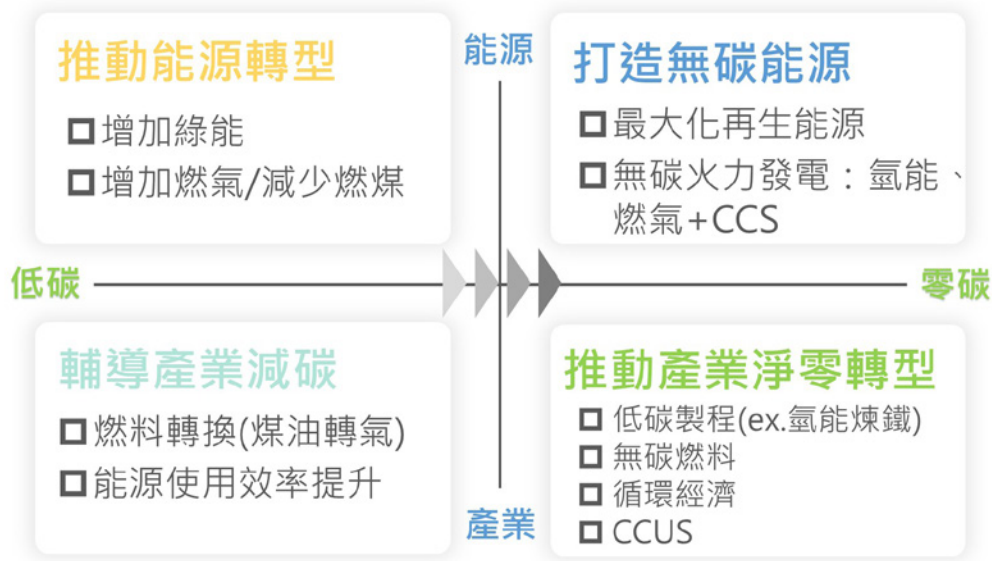 能源
推動能源轉型
增加綠能
增加燃氣/減少燃煤
打造無碳能源
最大化再生能源
無碳火力發電：氫能、
燃氣+CCS
低碳
零碳
輔導產業減碳
燃料轉換(煤油轉氣)
能源使用效率提升
推動產業淨零轉型
低碳製程(ex.氫能煉鐵)
無碳燃料
循環經濟
CCUS
產業